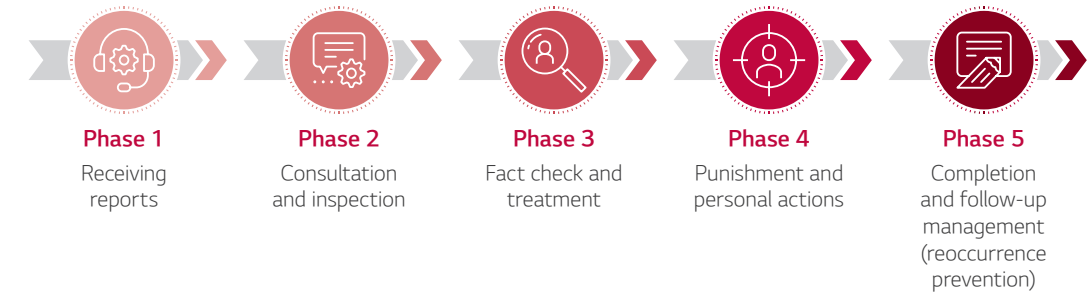 Phase 1
Receiving
reports
Phase 2
Consultation
and inspection
Phase 3
Fact check and
treatment
Phase 4
Punishment and
personal actions
Phase 5
Completion
and follow-up
management
(reoccurrence
prevention)